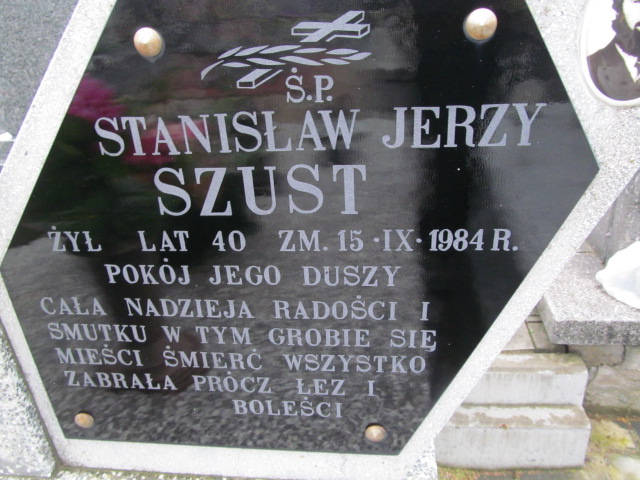 Ś.P.
STANISŁAW JERZY
SZUST
ŻYŁ LAT 40 ZM. 15·IX·1984 R.
POKÓJ JEGO DUSZY
CAŁA NADZIEJA RADOŚCI I
SMUTKU W TYM GROBIE SIĘ
MIEŚCI ŚMIERĆ WSZYSTKO
ZABRAŁA PRÓCZ ŁEZ I
BOLEŚCI